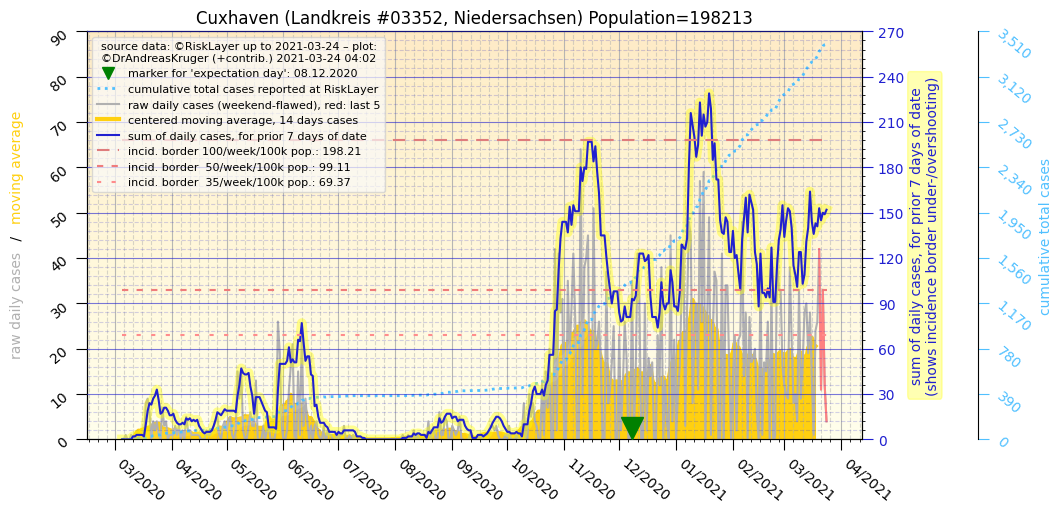 Cuxhaven (Landkreis #03352, Niedersachsen) Population=198213
source data: ©RiskLayer up to 2021-03-24 – plot:
©DrAndreasKruger (+contrib.) 2021-03-24 04:02
marker for 'expectation day': 08.12.2020
cumulative total cases reported at RiskLayer
raw daily cases (weekend-flawed), red: last 5
centered moving average, 14 days cases
sum of daily cases, for prior 7 days of date
incid. border 100/week/100k pop.: 198.21
incid. border  50/week/100k pop.: 99.11
incid. border  35/week/100k pop.: 69.37
raw daily cases  /  moving average
90
80
70
60
50
40
30
20
10
0
03/2020
04/2020
05/2020
06/2020
07/2020
08/2020
09/2020
10/2020
11/2020
12/2020
01/2021
02/2021
03/2021
04/2021
270
240
210
180
150
120
90
60
30
0
sum of daily cases, for prior 7 days of date
(shows incidence border under-/overshooting)
3,510
3,120
2,730
2,340
1,950
1,560
1,170
780
390
0
cumulative total cases